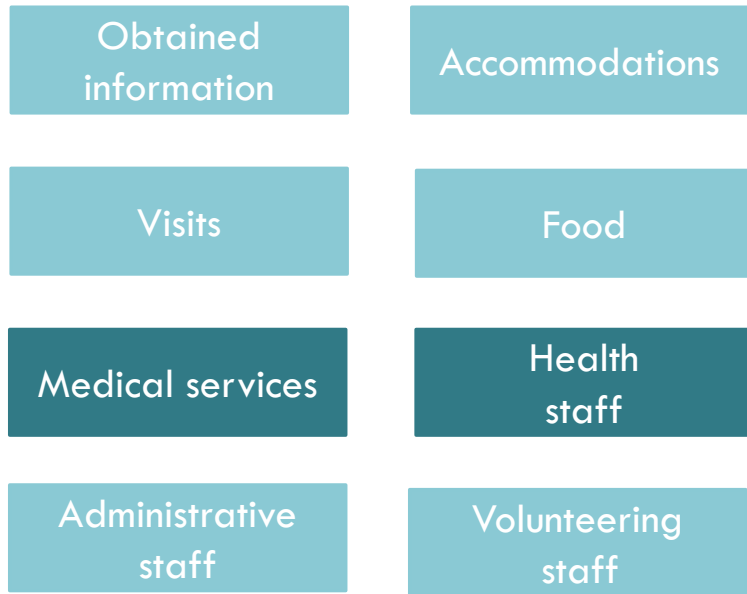 Obtained
information
Accommodations
Visits
Food
Medical services
Health
staff
Administrative
staff
Volunteering
staff